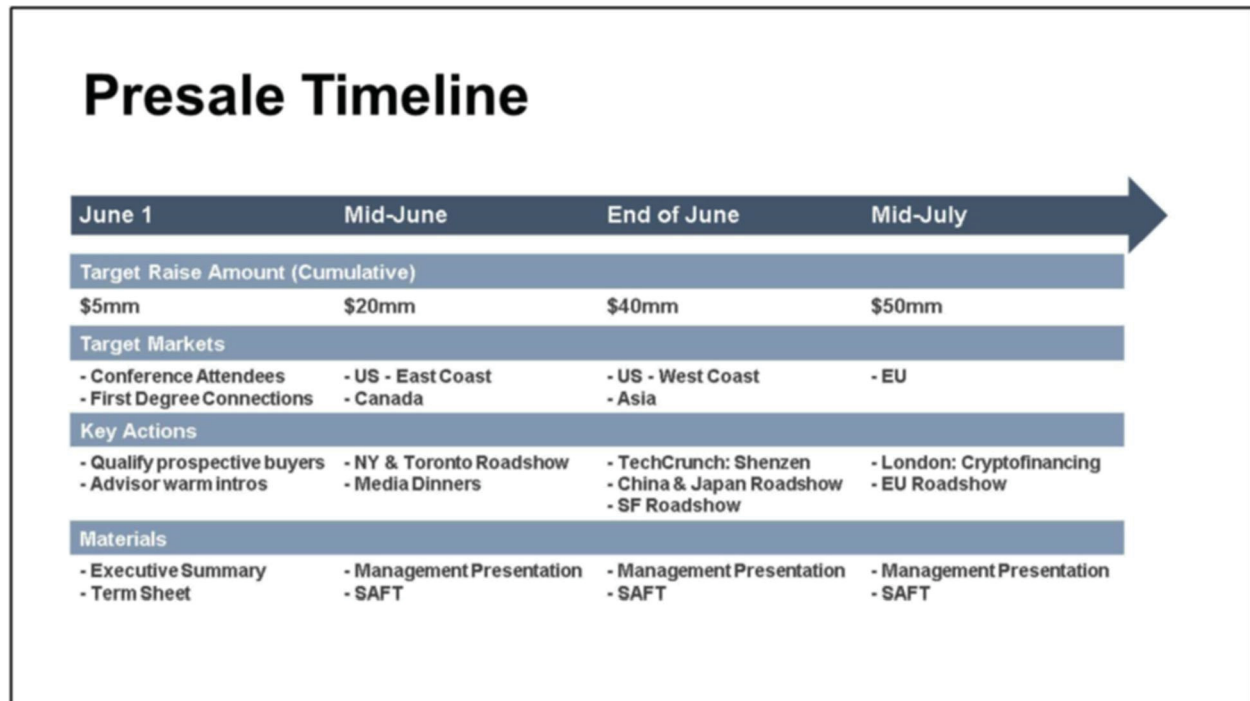 Presale Timeline
June 1 Mid-June End of June Mid-July
Target Raise Amount (Cumulative)
$5mm $20mm $40mm $50mm
Target Markets
- Conference Attendees - US - East Coast - US - West Coast - EU
- First Degree Connections - Canada - Asia
Key Actions
- Qualify prospective buyers - NY & Toronto Roadshow - TechCrunch: Shenzen - London: Cryptofinancing
- Advisor warm intros - Media Dinners - China & Japan Roadshow - EU Roadshow
- SF Roadshow
Materials
- Executive Summary - Management Presentation - Management Presentation - Management Presentation
- Term Sheet - SAFT - SAFT - SAFT